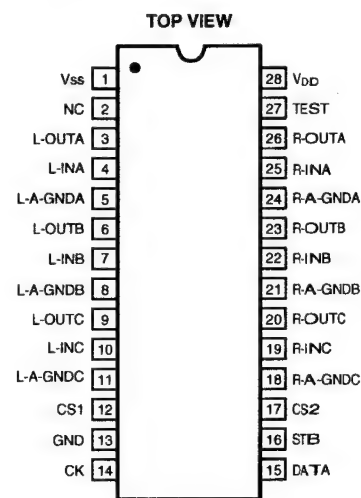 TOP VIEW
Vss 1 28 VDD
NC 2 27 TEST
L-OUTA 3 26 R-OUTA
L-INA 4 25 R-INA
L-A-GNDA 5 24 R-A-GNDA
L-OUTB 6 23 R-OUTB
L-INB 7 22 R-INB
L-A-GNDB 8 21 R-A-GNDB
L-OUTC 9 20 R-OUTC
L-INC 10 19 R-INC
L-A-GNDC 11 18 R-A-GNDC
CS1 12 17 CS2
GND 13 16 STB
CK 14 15 DATA